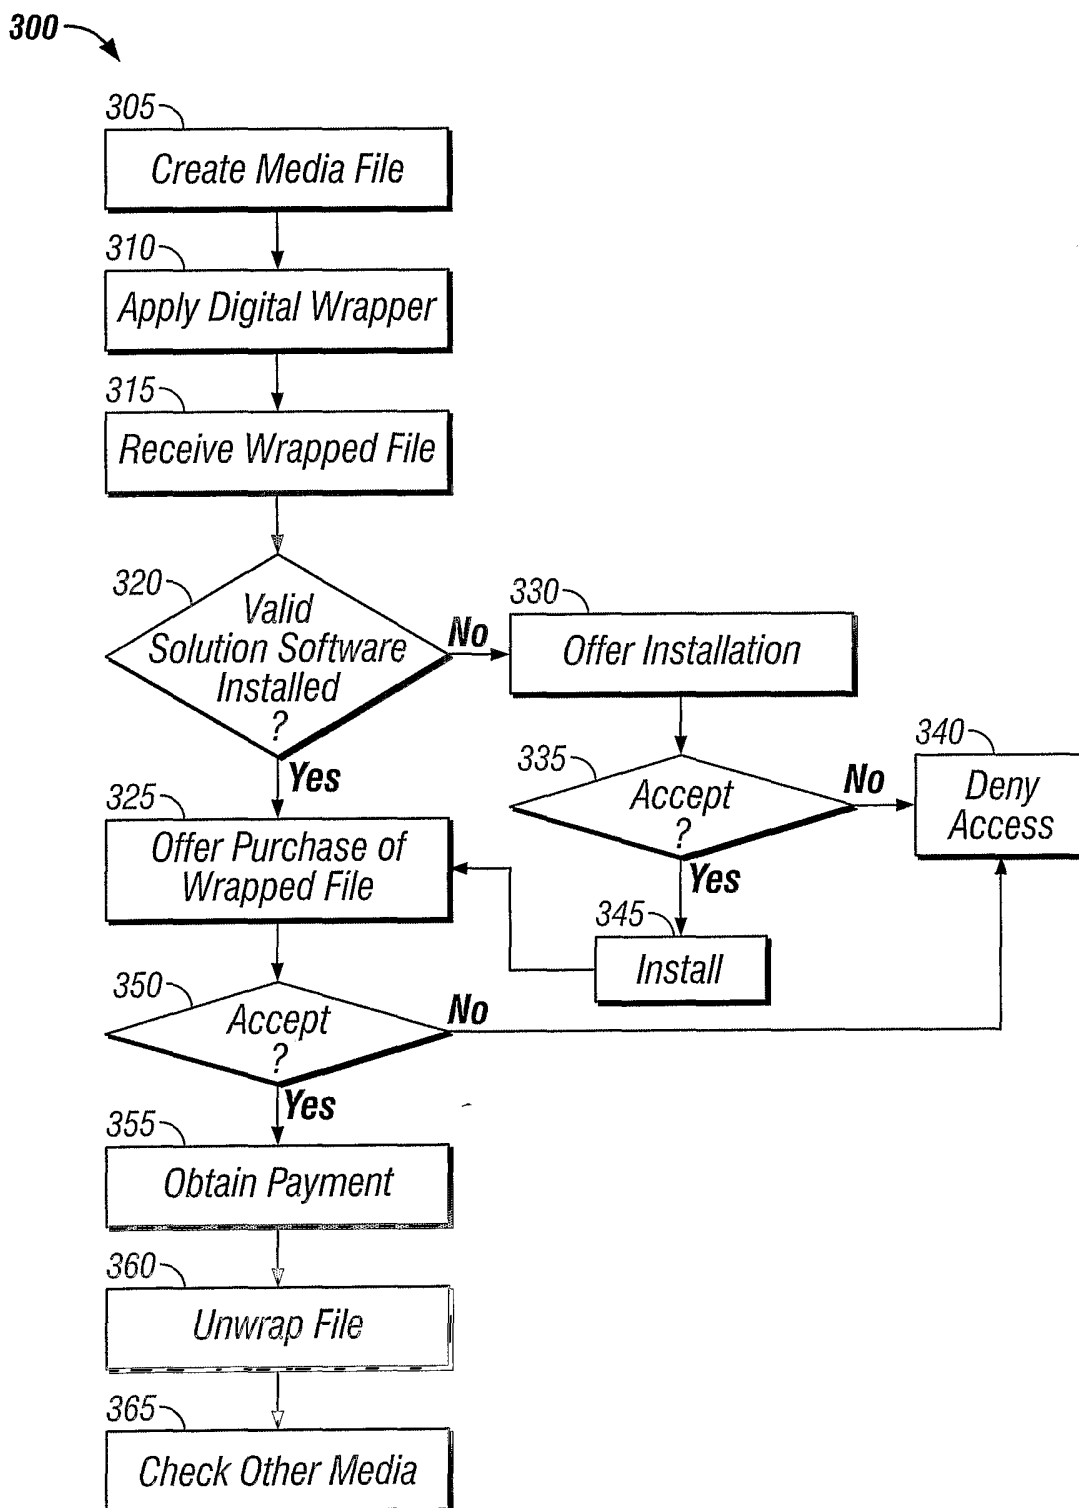 300
305
Create Media File
310
Apply Digital Wrapper
315
Receive Wrapped File
320
Valid
Solution Software
Installed
?
No
Yes
330
Offer Installation
335
Accept
?
No
Yes
340
Deny
Access
345
Install
325
Offer Purchase of
Wrapped File
350
Accept
?
No
Yes
355
Obtain Payment
360
Unwrap File
365
Check Other Media